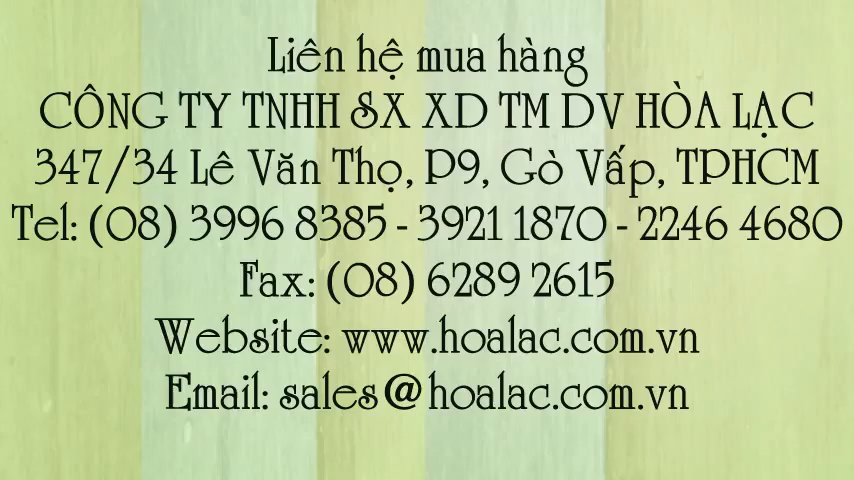 Liên hệ mua hàng
CÔNG TY TNHH SX XD TM DV HÒA LẠC
347/34 Lê Văn Thọ, P9, Gò Vấp, TPHCM
Tel: (08) 3996 8385 - 3921 1870 - 2246 4680
Fax: (08) 6289 2615
Website: www.hoalac.com.vn
Email: sales@hoalac.com.vn